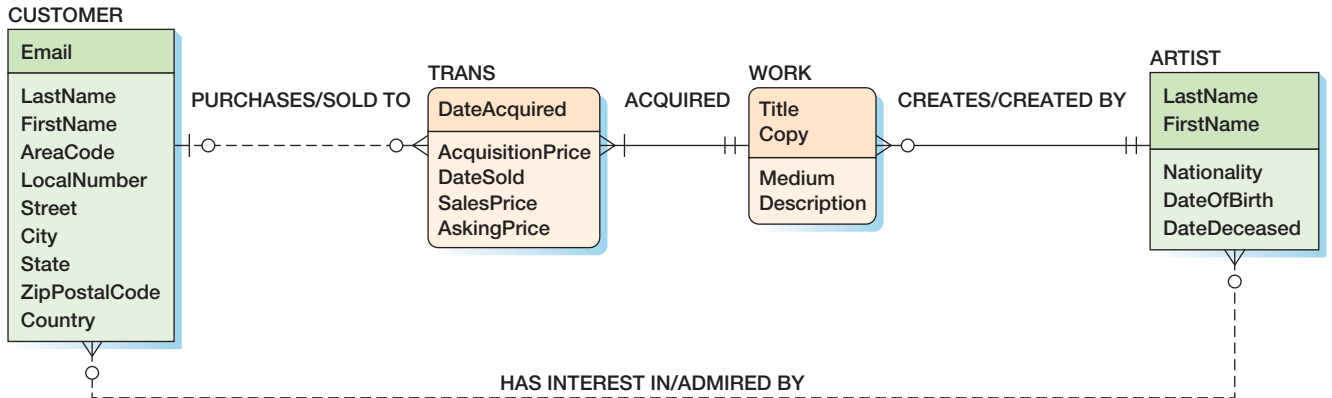 CUSTOMER
Email
LastName
FirstName
AreaCode
LocalNumber
Street
City
State
ZipPostalCode
Country
PURCHASES/SOLD TO
TRANS
DateAcquired
AcquisitionPrice
DateSold
SalesPrice
AskingPrice
ACQUIRED
WORK
Title
Copy
Medium
Description
CREATES/CREATED BY
ARTIST
LastName
FirstName
Nationality
DateOfBirth
DateDeceased
HAS INTEREST IN/ADMIRED BY